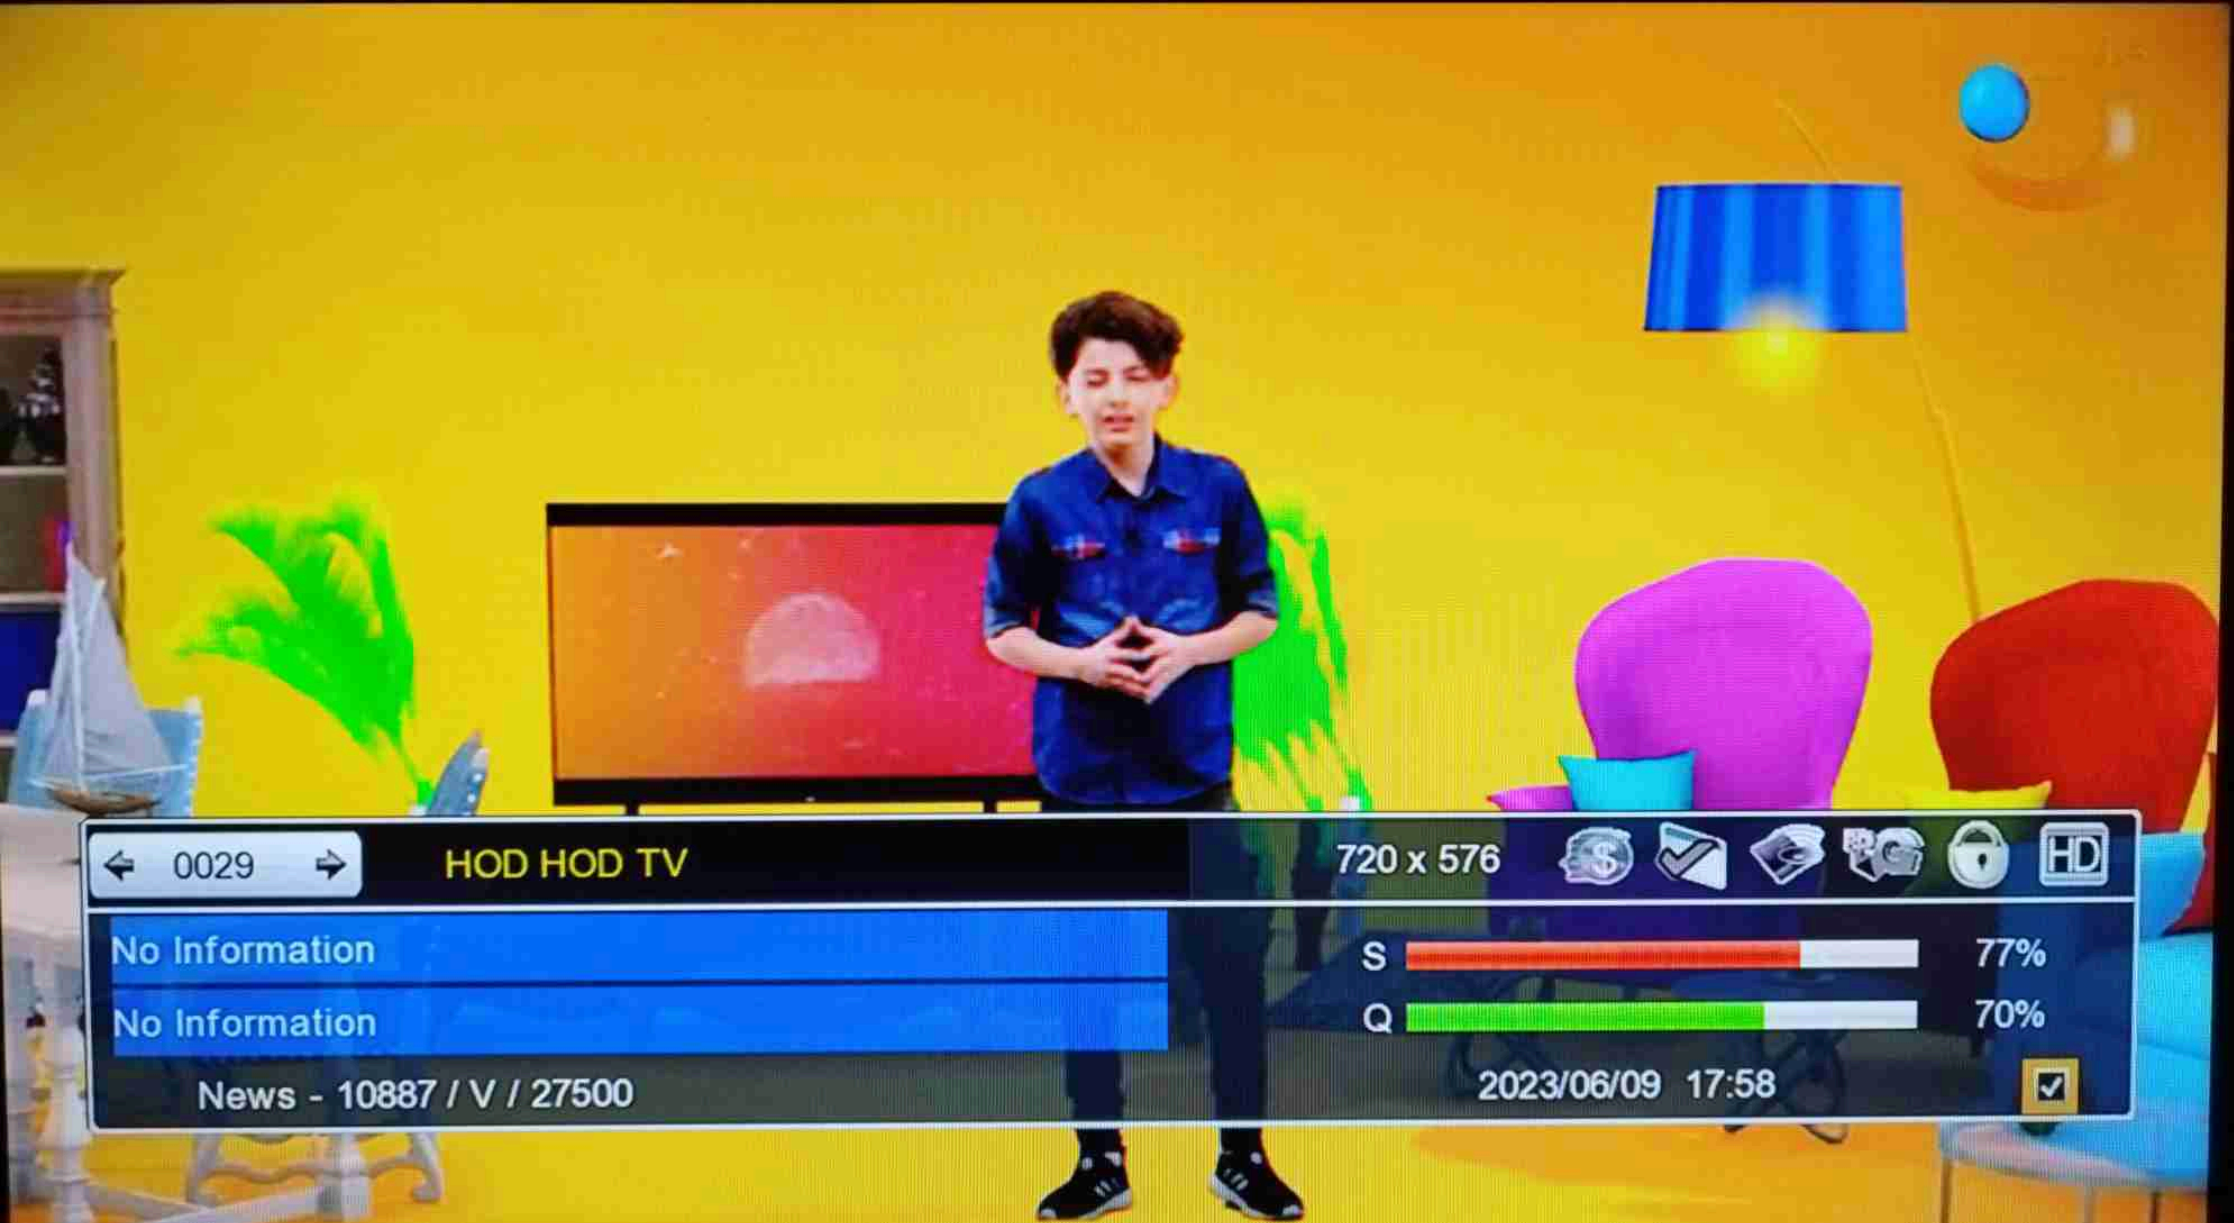 0029
HOD HOD TV
720 x 576
HD
No Information
No Information
S 77%
Q 70%
News - 10887 / V / 27500
2023/06/09 17:58